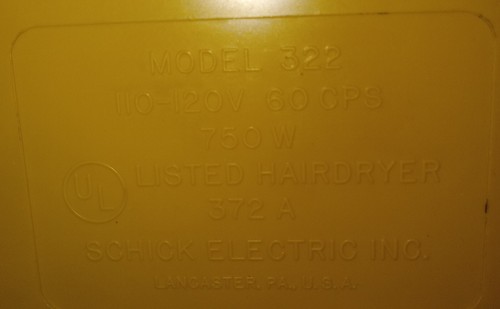 MODEL 322
110-120V 60 CPS
750 W
UL LISTED HAIRDRYER
372 A
SCHICK ELECTRIC INC.
LANCASTER, PA., U.S.A.